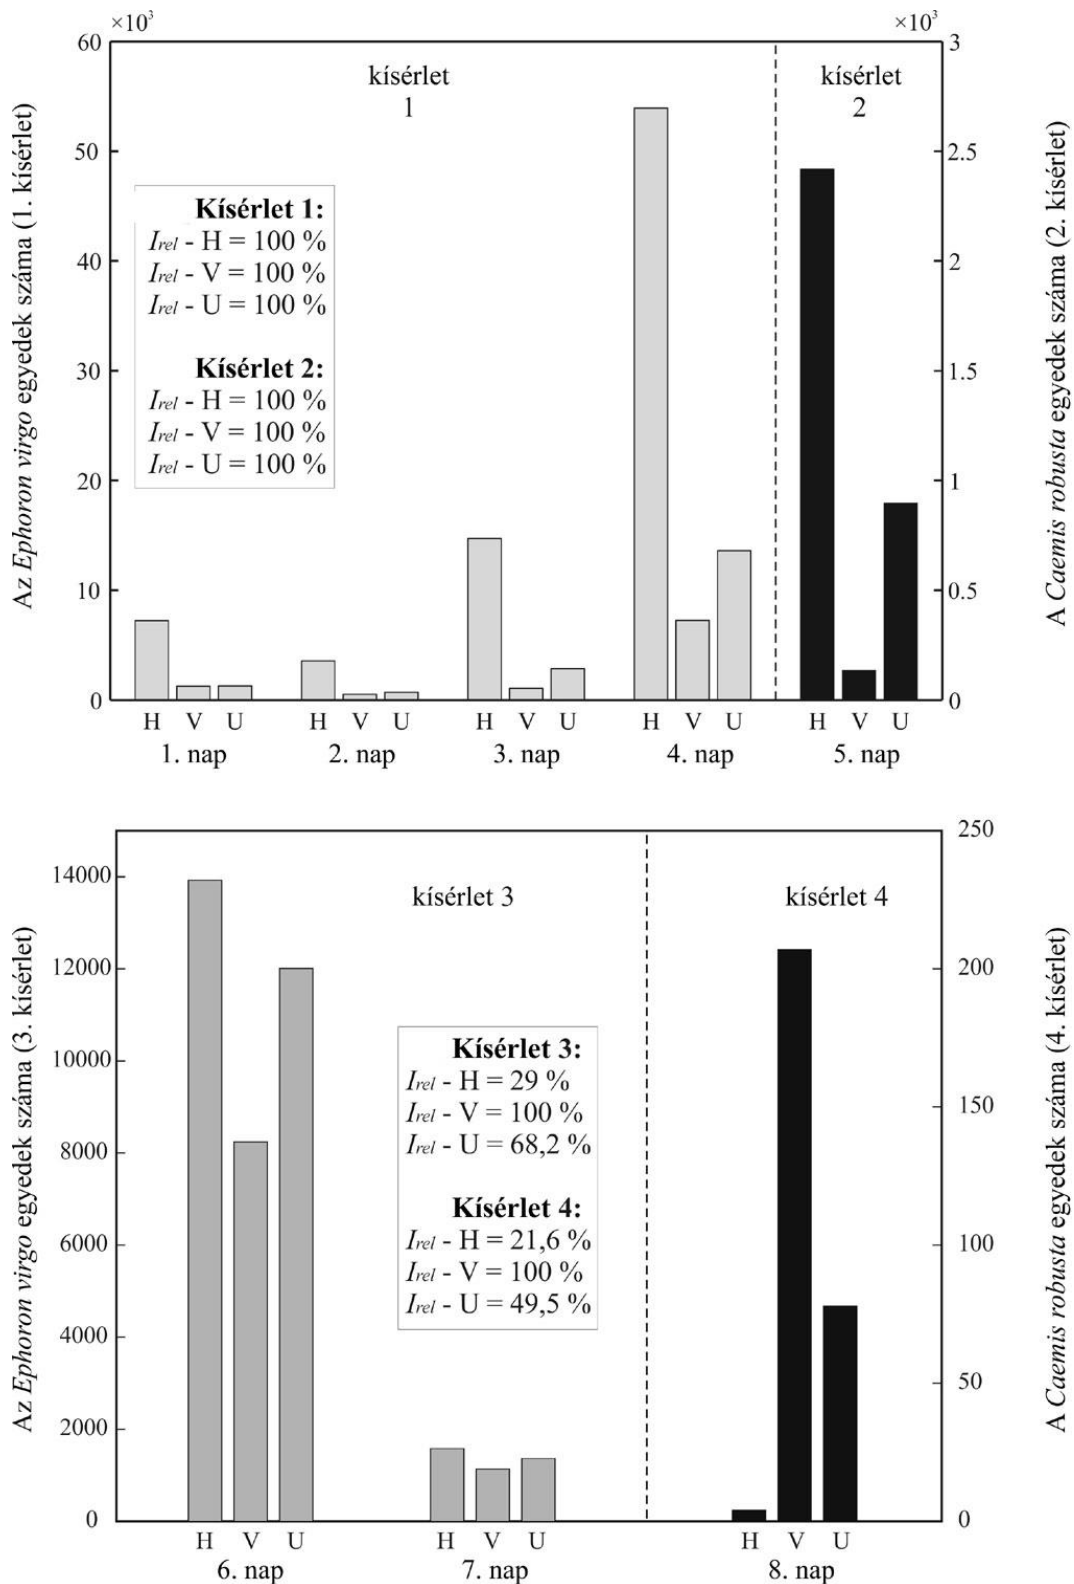 ×10³ ×10³
60 3
kísérlet kísérlet
1 2
50 2.5
Kísérlet 1:
Irel - H = 100 %
40 2
Irel - V = 100 %
Irel - U = 100 %
Kísérlet 2:
30 1.5
Irel - H = 100 %
Irel - V = 100 %
Irel - U = 100 %
20 1
10 0.5
0 0
H V U H V U H V U H V U H V U
1. nap 2. nap 3. nap 4. nap 5. nap
Az Ephoron virgo egyedek száma (1. kísérlet)
A Caemis robusta egyedek száma (2. kísérlet)
250
14000
kísérlet 3 kísérlet 4
12000 200
Kísérlet 3:
10000
Irel - H = 29 %
Irel - V = 100 %
150
Irel - U = 68,2 %
8000
Kísérlet 4:
6000 100
Irel - H = 21,6 %
Irel - V = 100 %
Irel - U = 49,5 %
4000
50
2000
0 0
H V U H V U H V U
6. nap 7. nap 8. nap
Az Ephoron virgo egyedek száma (3. kísérlet)
A Caemis robusta egyedek száma (4. kísérlet)